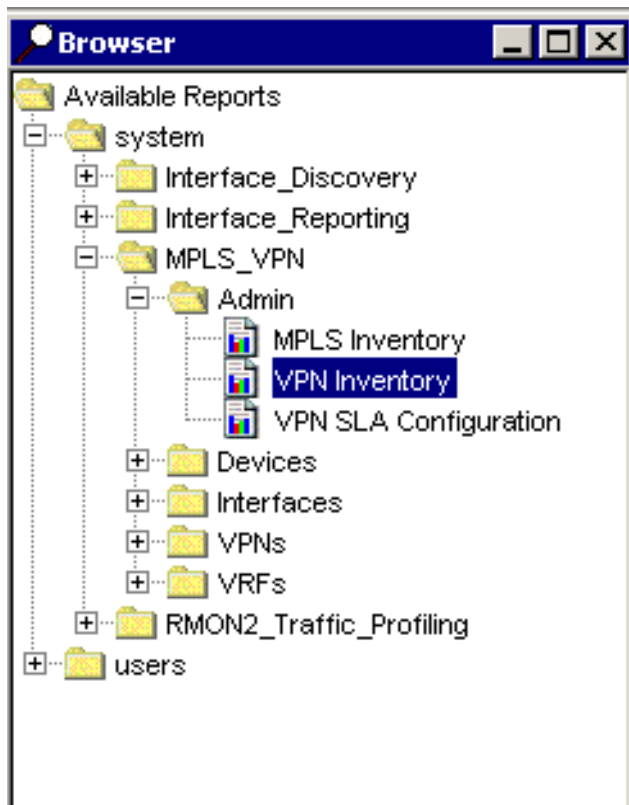 Browser
Available Reports
system
Interface_Discovery
Interface_Reporting
MPLS_VPN
Admin
MPLS Inventory
VPN Inventory
VPN SLA Configuration
Devices
Interfaces
VPNs
VRFs
RMON2_Traffic_Profiling
users